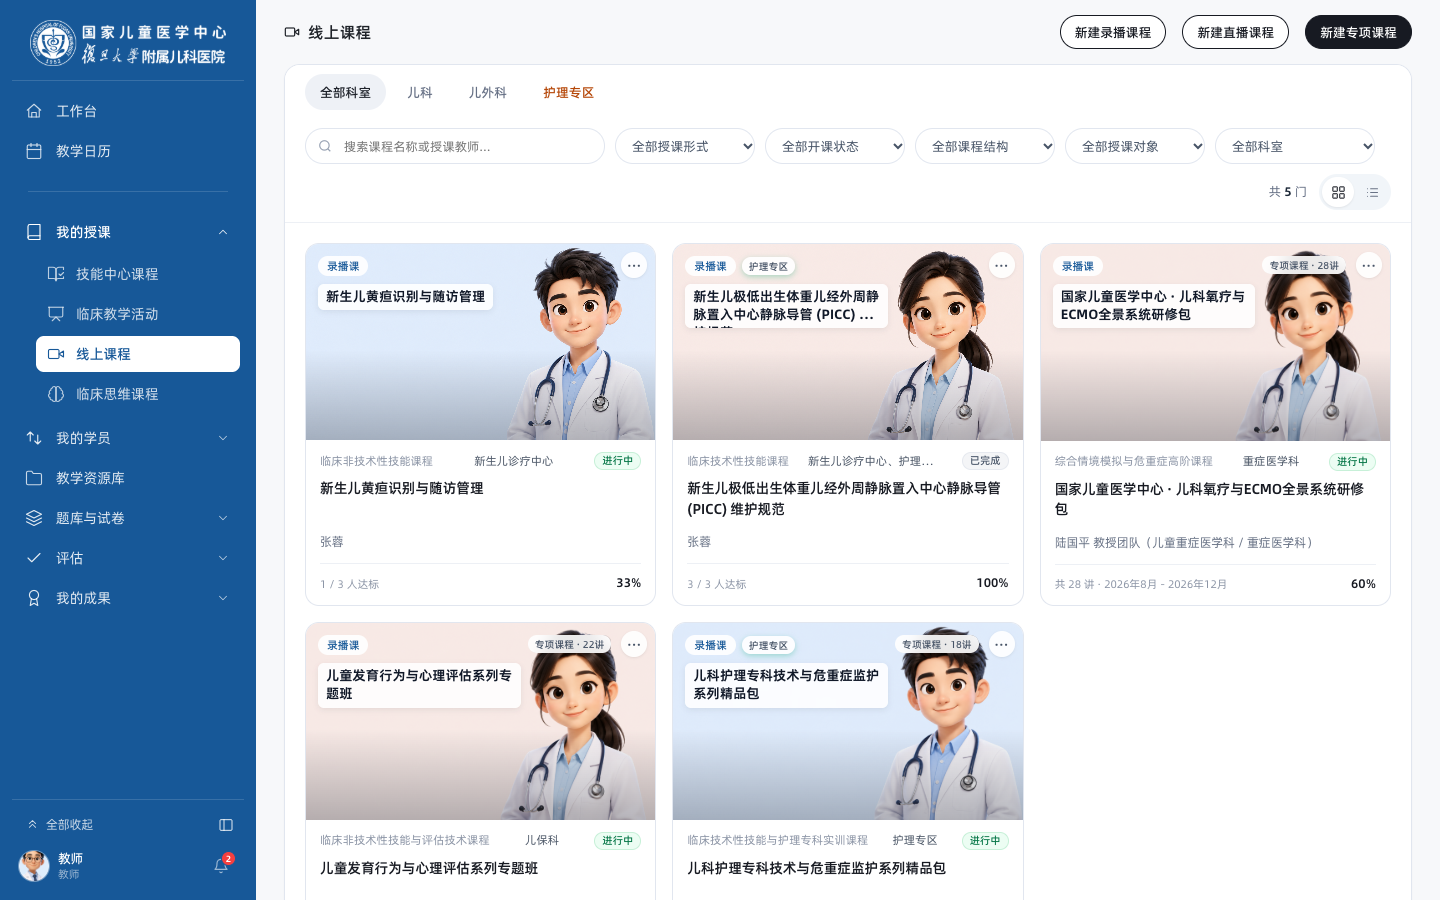 国家儿童医学中心
復旦大学附属儿科医院
工作台
教学日历
我的授课
技能中心课程
临床教学活动
线上课程
临床思维课程
我的学员
教学资源库
题库与试卷
评估
我的成果
全部收起
教师
教师
2
线上课程
新建录播课程
新建直播课程
新建专项课程
全部科室
儿科
儿外科
护理专区
搜索课程名称或授课教师...
全部授课形式
全部开课状态
全部课程结构
全部授课对象
全部科室
共 5 门
录播课
新生儿黄疸识别与随访管理
临床非技术性技能课程
新生儿诊疗中心
进行中
新生儿黄疸识别与随访管理
张蓉
1 / 3 人达标
33%
录播课
护理专区
新生儿极低出生体重儿经外周静
脉置入中心静脉导管 (PICC) ...
临床技术性技能课程
新生儿诊疗中心、护理...
已完成
新生儿极低出生体重儿经外周静脉置入中心静脉导管
(PICC) 维护规范
张蓉
3 / 3 人达标
100%
录播课
专项课程 · 28讲
国家儿童医学中心 · 儿科氧疗与
ECMO全景系统研修包
综合情境模拟与危重症高阶课程
重症医学科
进行中
国家儿童医学中心 · 儿科氧疗与ECMO全景系统研修
包
陆国平 教授团队（儿童重症医学科 / 重症医学科）
共 28 讲 · 2026年8月 - 2026年12月
60%
录播课
专项课程 · 22讲
儿童发育行为与心理评估系列专
题班
临床非技术性技能与评估技术课程
儿保科
进行中
儿童发育行为与心理评估系列专题班
录播课
护理专区
专项课程 · 18讲
儿科护理专科技术与危重症监护
系列精品包
临床技术性技能与护理专科实训课程
护理专区
进行中
儿科护理专科技术与危重症监护系列精品包